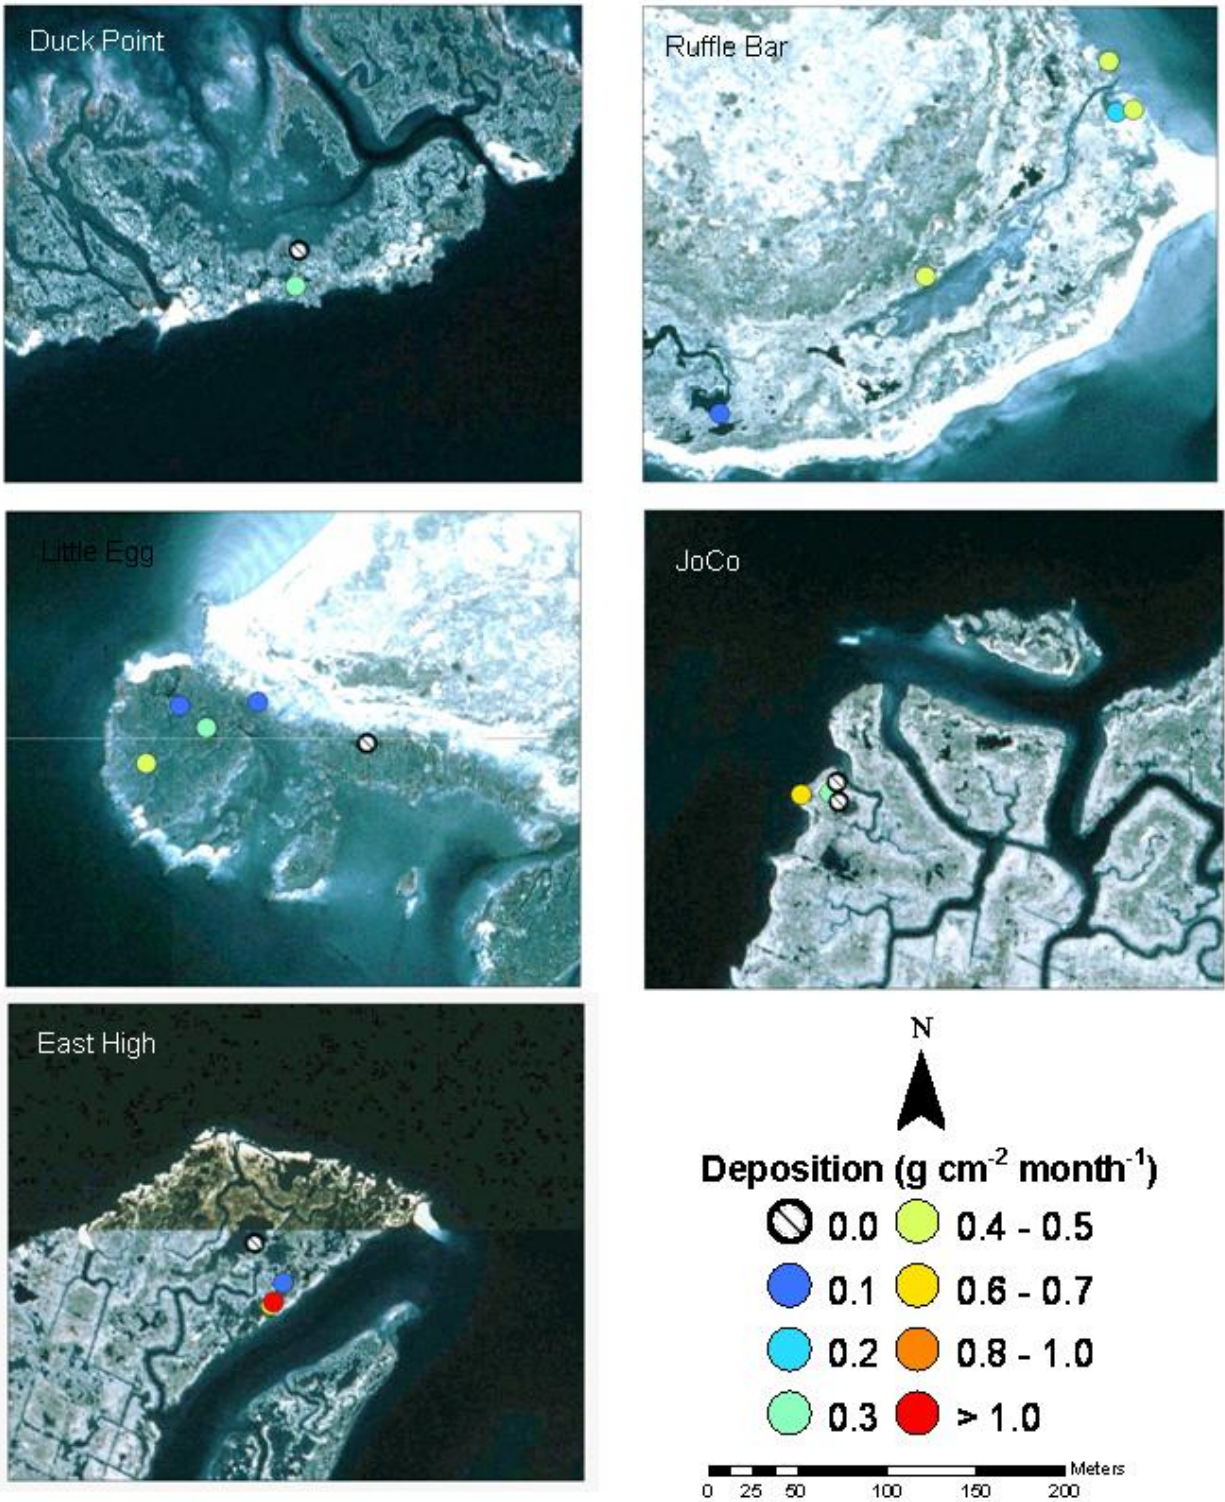 Duck Point
Ruffle Bar
Little Egg
JoCo
East High
N
Deposition (g cm-2 month-1)
0.0 0.4 - 0.5
0.1 0.6 - 0.7
0.2 0.8 - 1.0
0.3 > 1.0
Meters
0 25 50 100 150 200